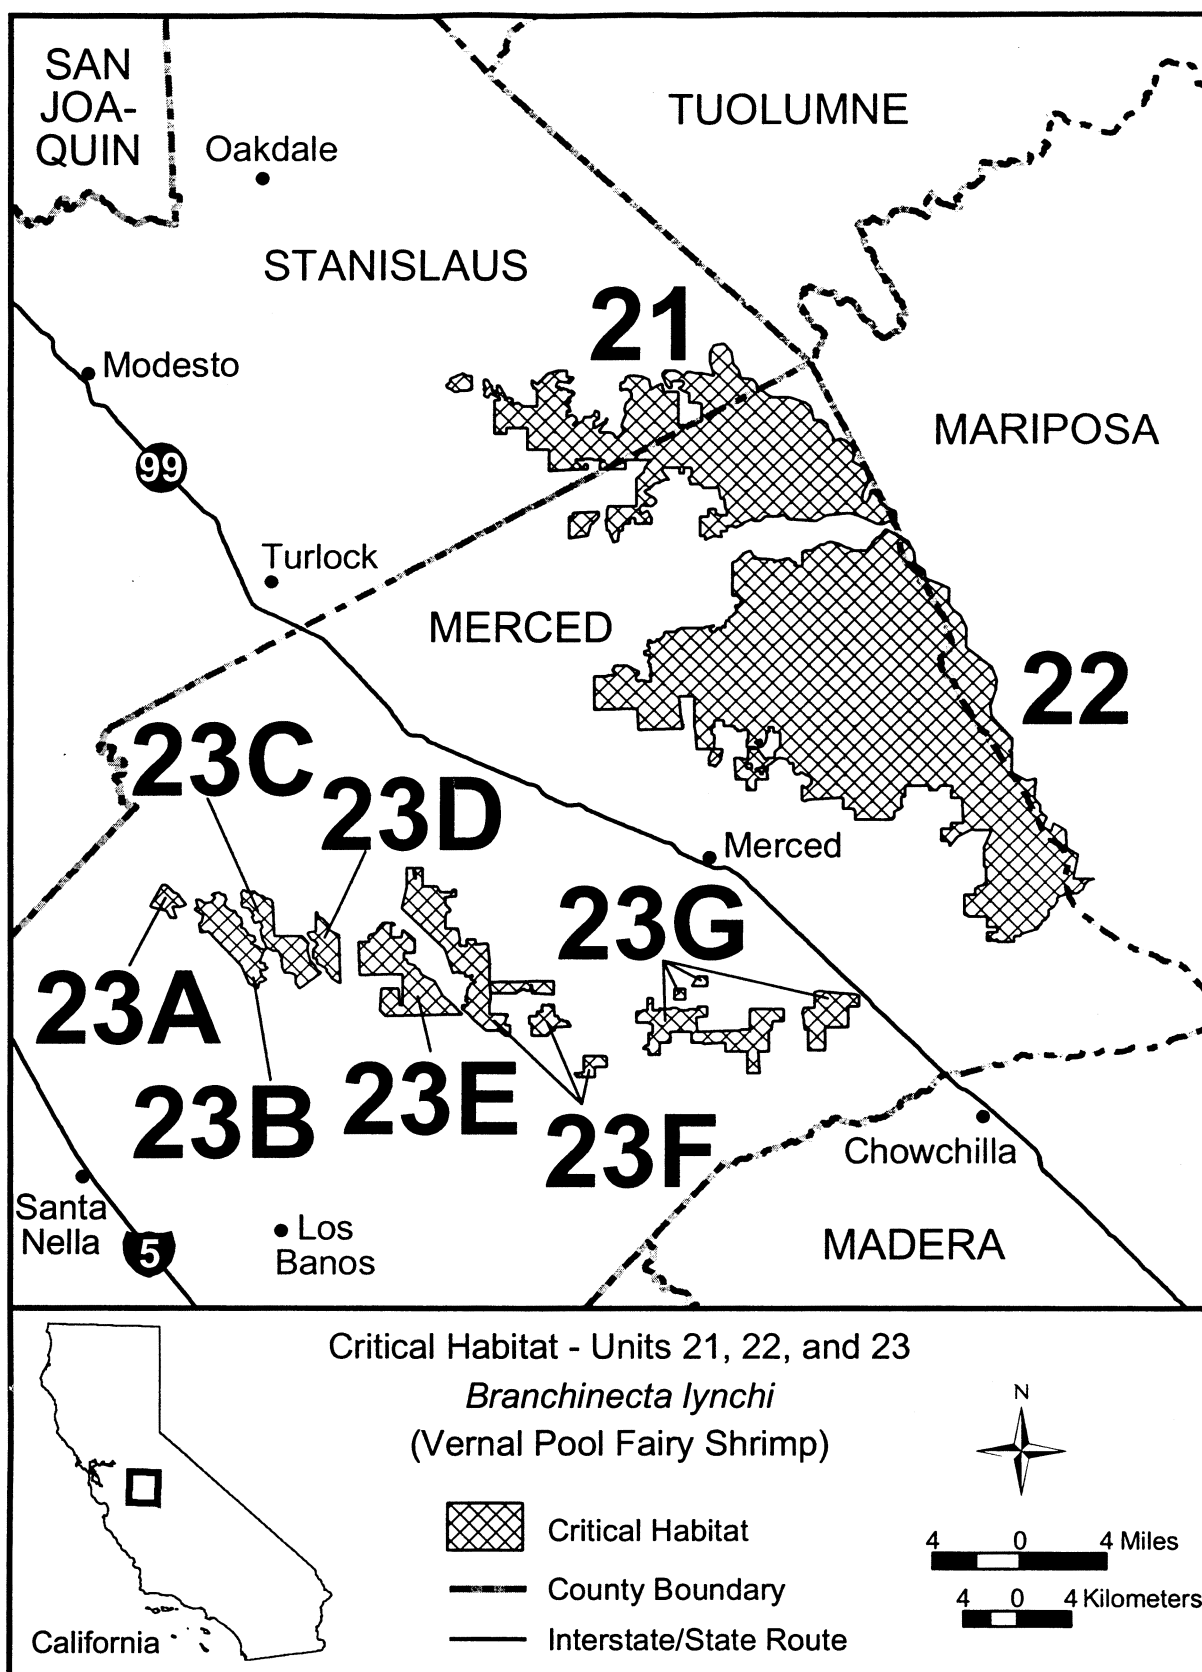 SAN
JOA-
QUIN
Oakdale
TUOLUMNE
STANISLAUS
21
Modesto
MARIPOSA
99
Turlock
MERCED
22
23C
23D
Merced
23G
23A
23B
23E
23F
Chowchilla
Santa
Nella
5
Los
Banos
MADERA
Critical Habitat - Units 21, 22, and 23
Branchinecta lynchi
(Vernal Pool Fairy Shrimp)
N
Critical Habitat
4 0 4 Miles
County Boundary
4 0 4 Kilometers
Interstate/State Route
California